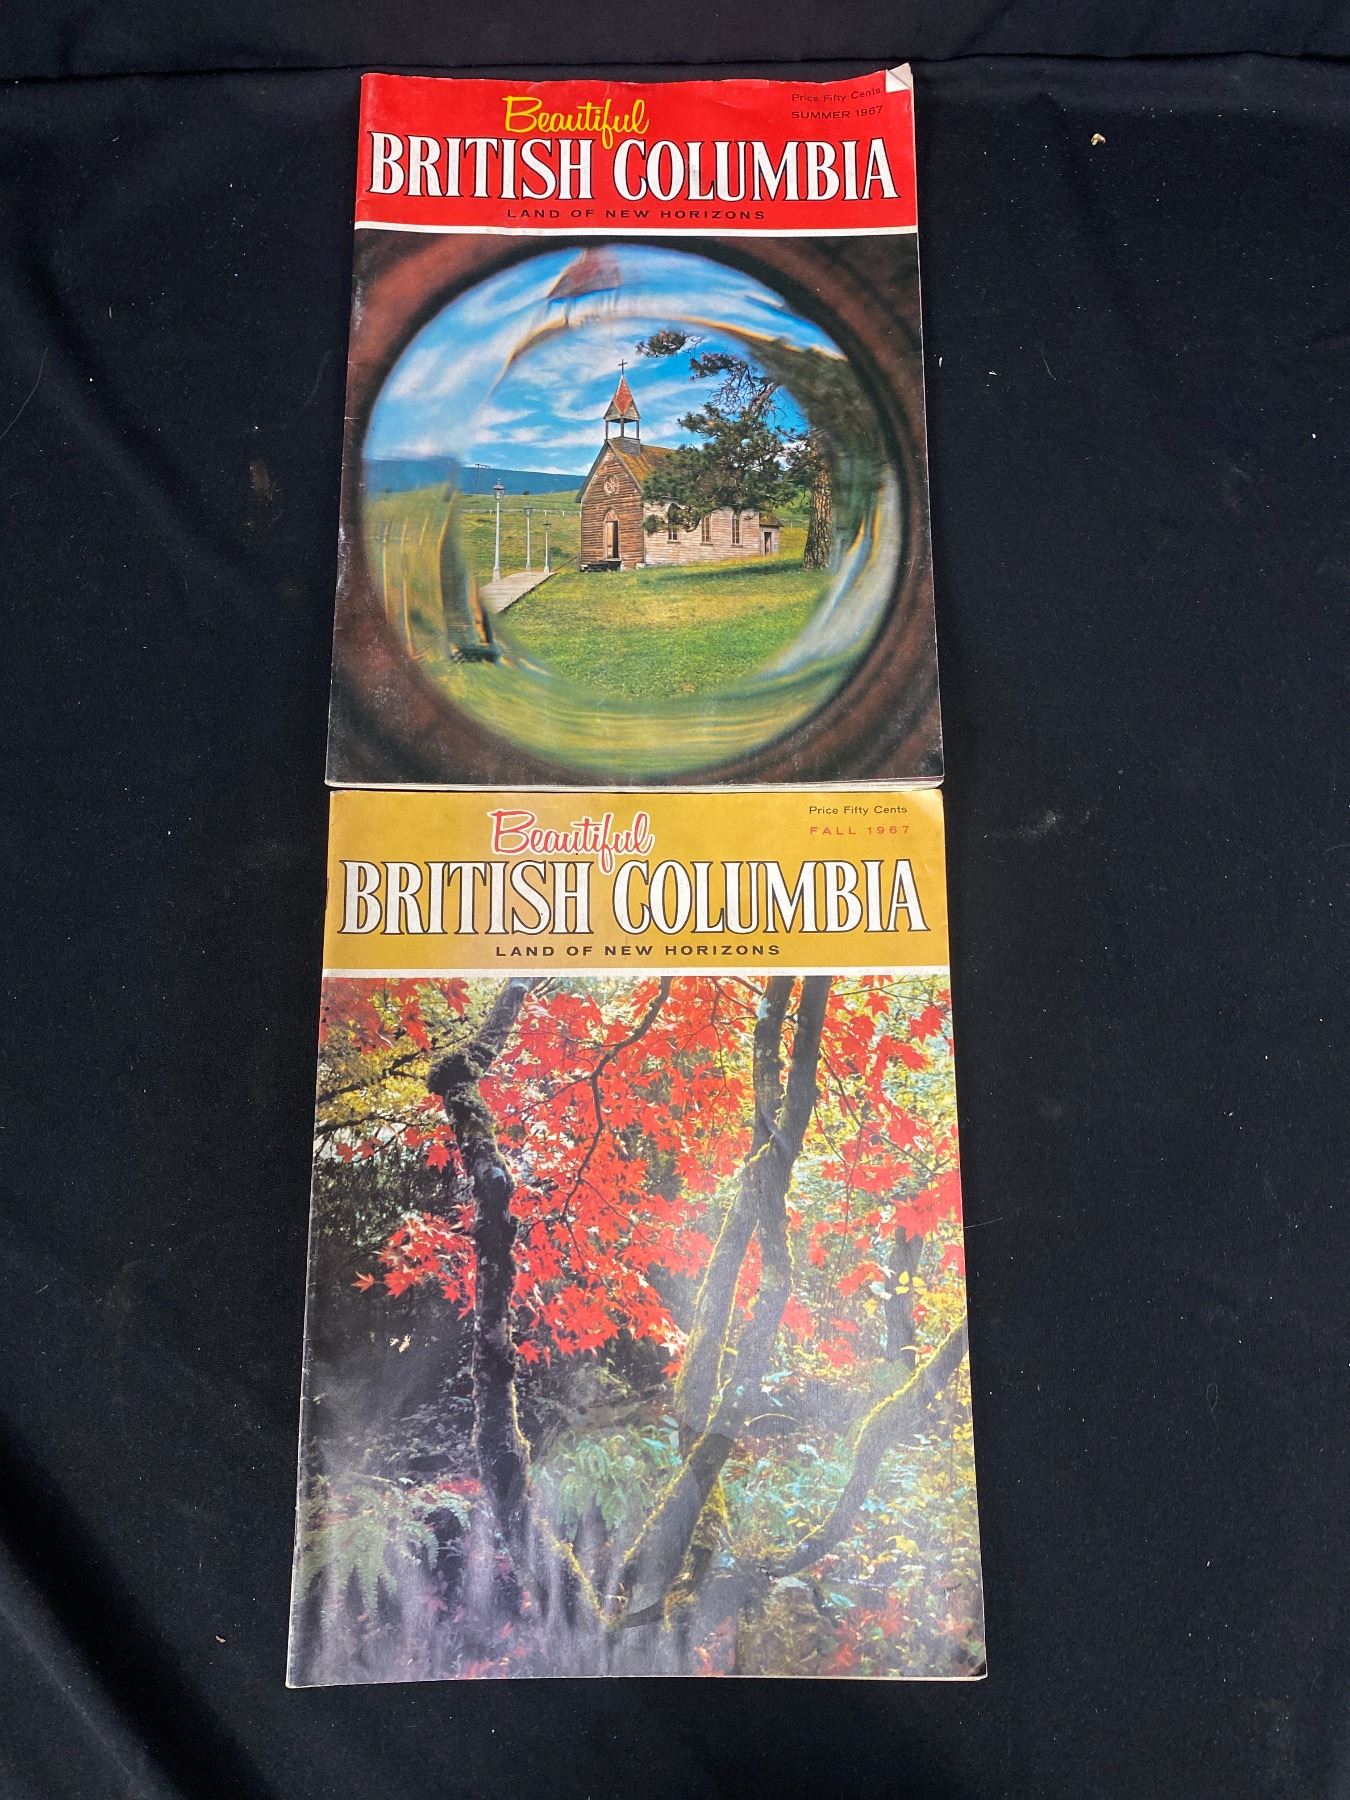 Price Fifty Cents
SUMMER 1967
Beautiful
BRITISH COLUMBIA
LAND OF NEW HORIZONS
Price Fifty Cents
FALL 1967
Beautiful
BRITISH COLUMBIA
LAND OF NEW HORIZONS